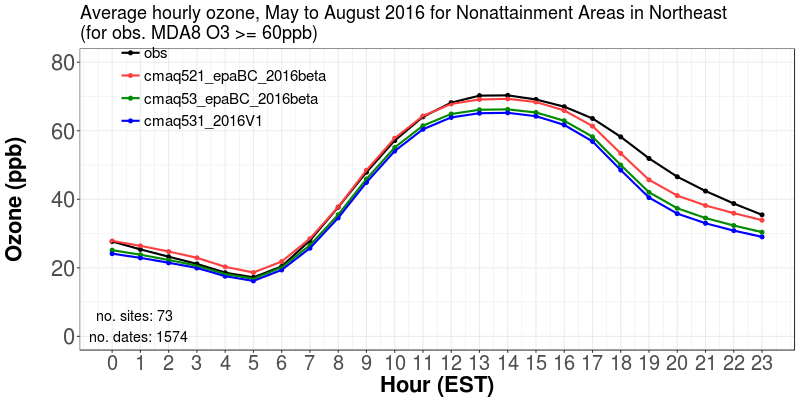 Average hourly ozone, May to August 2016 for Nonattainment Areas in Northeast
(for obs. MDA8 O3 >= 60ppb)
obs
cmaq521_epaBC_2016beta
cmaq53_epaBC_2016beta
cmaq531_2016V1
80
60
40
20
0
Ozone (ppb)
no. sites: 73
no. dates: 1574
0 1 2 3 4 5 6 7 8 9 10 11 12 13 14 15 16 17 18 19 20 21 22 23
Hour (EST)